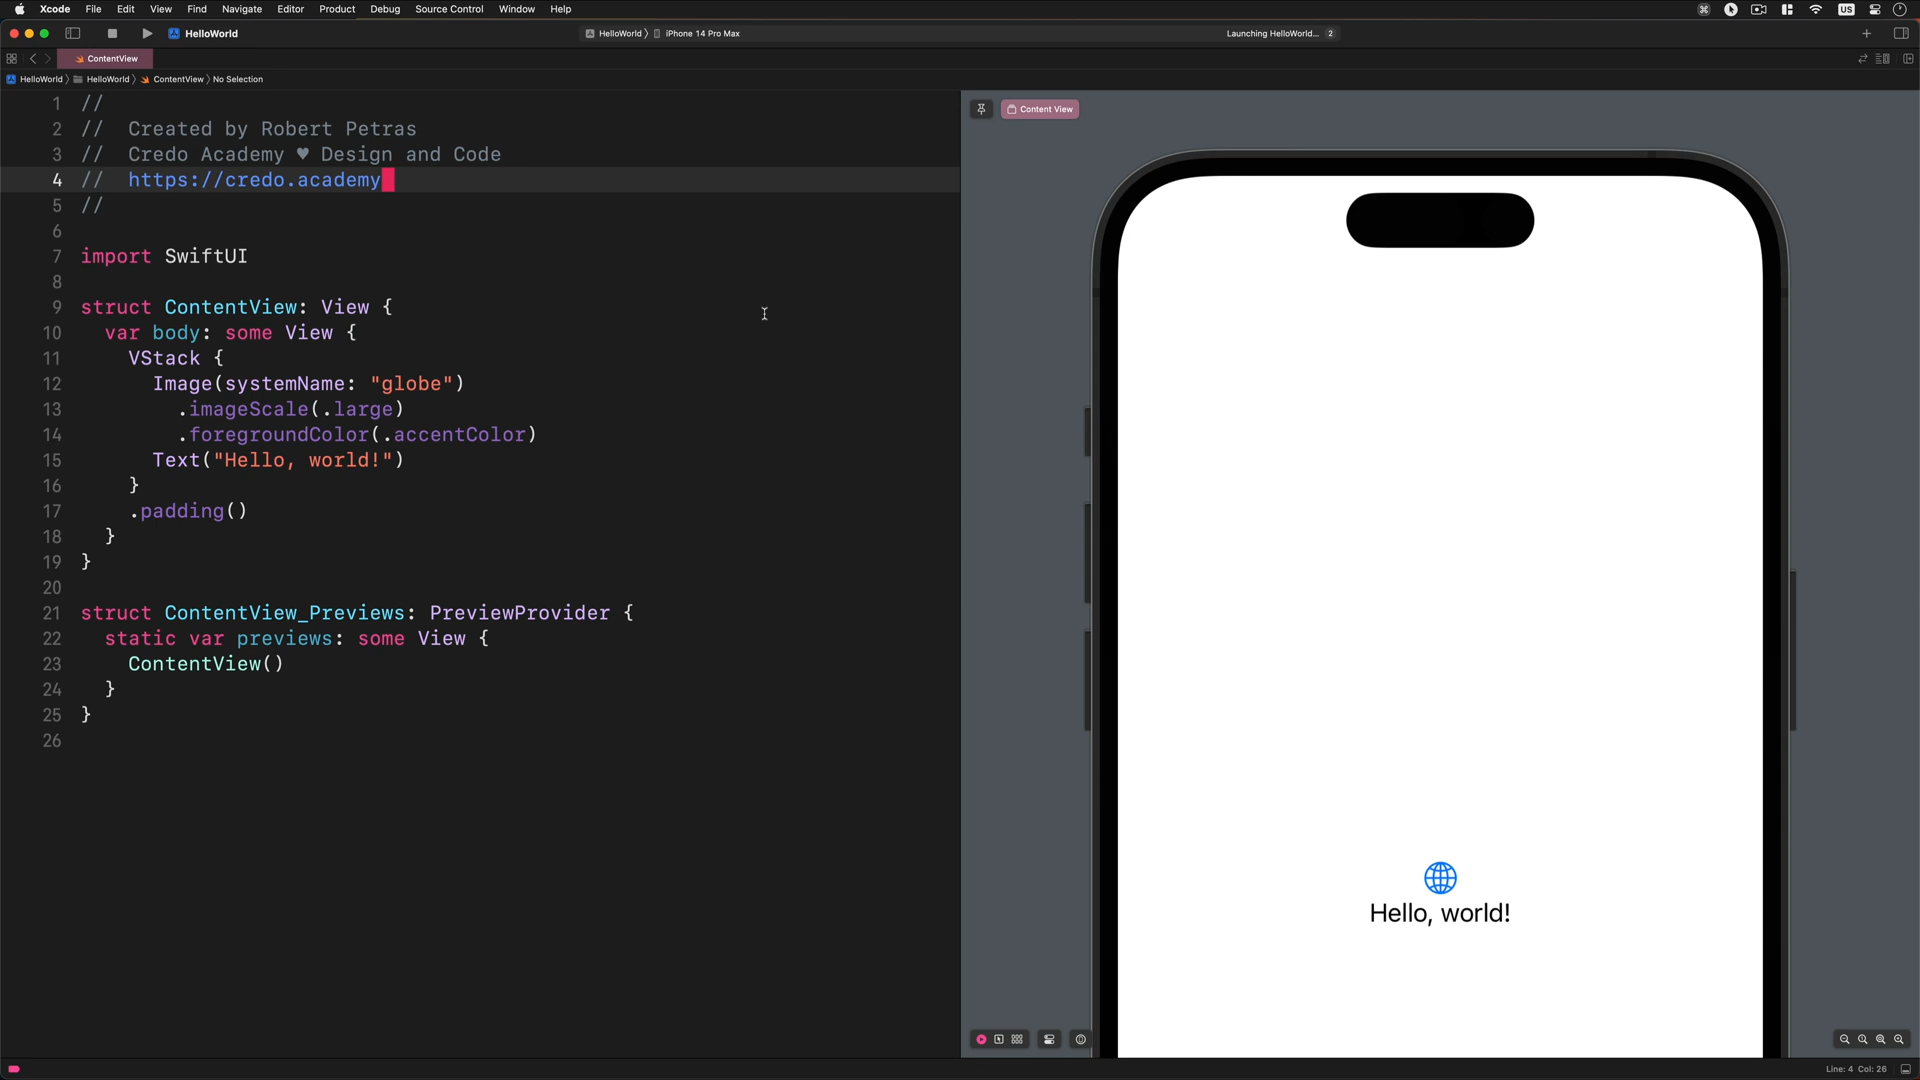 Xcode File Edit View Find Navigate Editor Product Debug Source Control Window Help US
HelloWorld HelloWorld 〉 iPhone 14 Pro Max Launching HelloWorld... 2
ContentView
HelloWorld 〉 HelloWorld 〉 ContentView 〉 No Selection
1 //
2 // Created by Robert Petras
3 // Credo Academy ♥ Design and Code
4 // https://credo.academy
5 //
6
7 import SwiftUI
8
9 struct ContentView: View {
10 var body: some View {
11 VStack {
12 Image(systemName: "globe")
13 .imageScale(.large)
14 .foregroundColor(.accentColor)
15 Text("Hello, world!")
16 }
17 .padding()
18 }
19 }
20
21 struct ContentView_Previews: PreviewProvider {
22 static var previews: some View {
23 ContentView()
24 }
25 }
26
Content View
Hello, world!
Line: 4 Col: 26